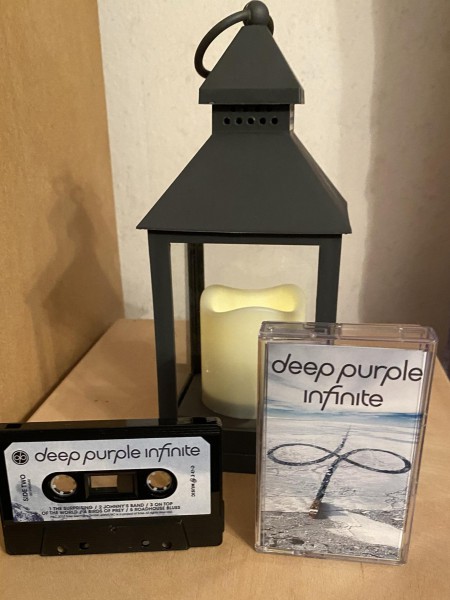 deep purple
infinite
deep purple infinite
SIDE TWO
1 THE SURPRISING / 2 JOHNNY'S BAND / 3 ON TOP
OF THE WORLD / 4 BIRDS OF PREY / 5 ROADHOUSE BLUES